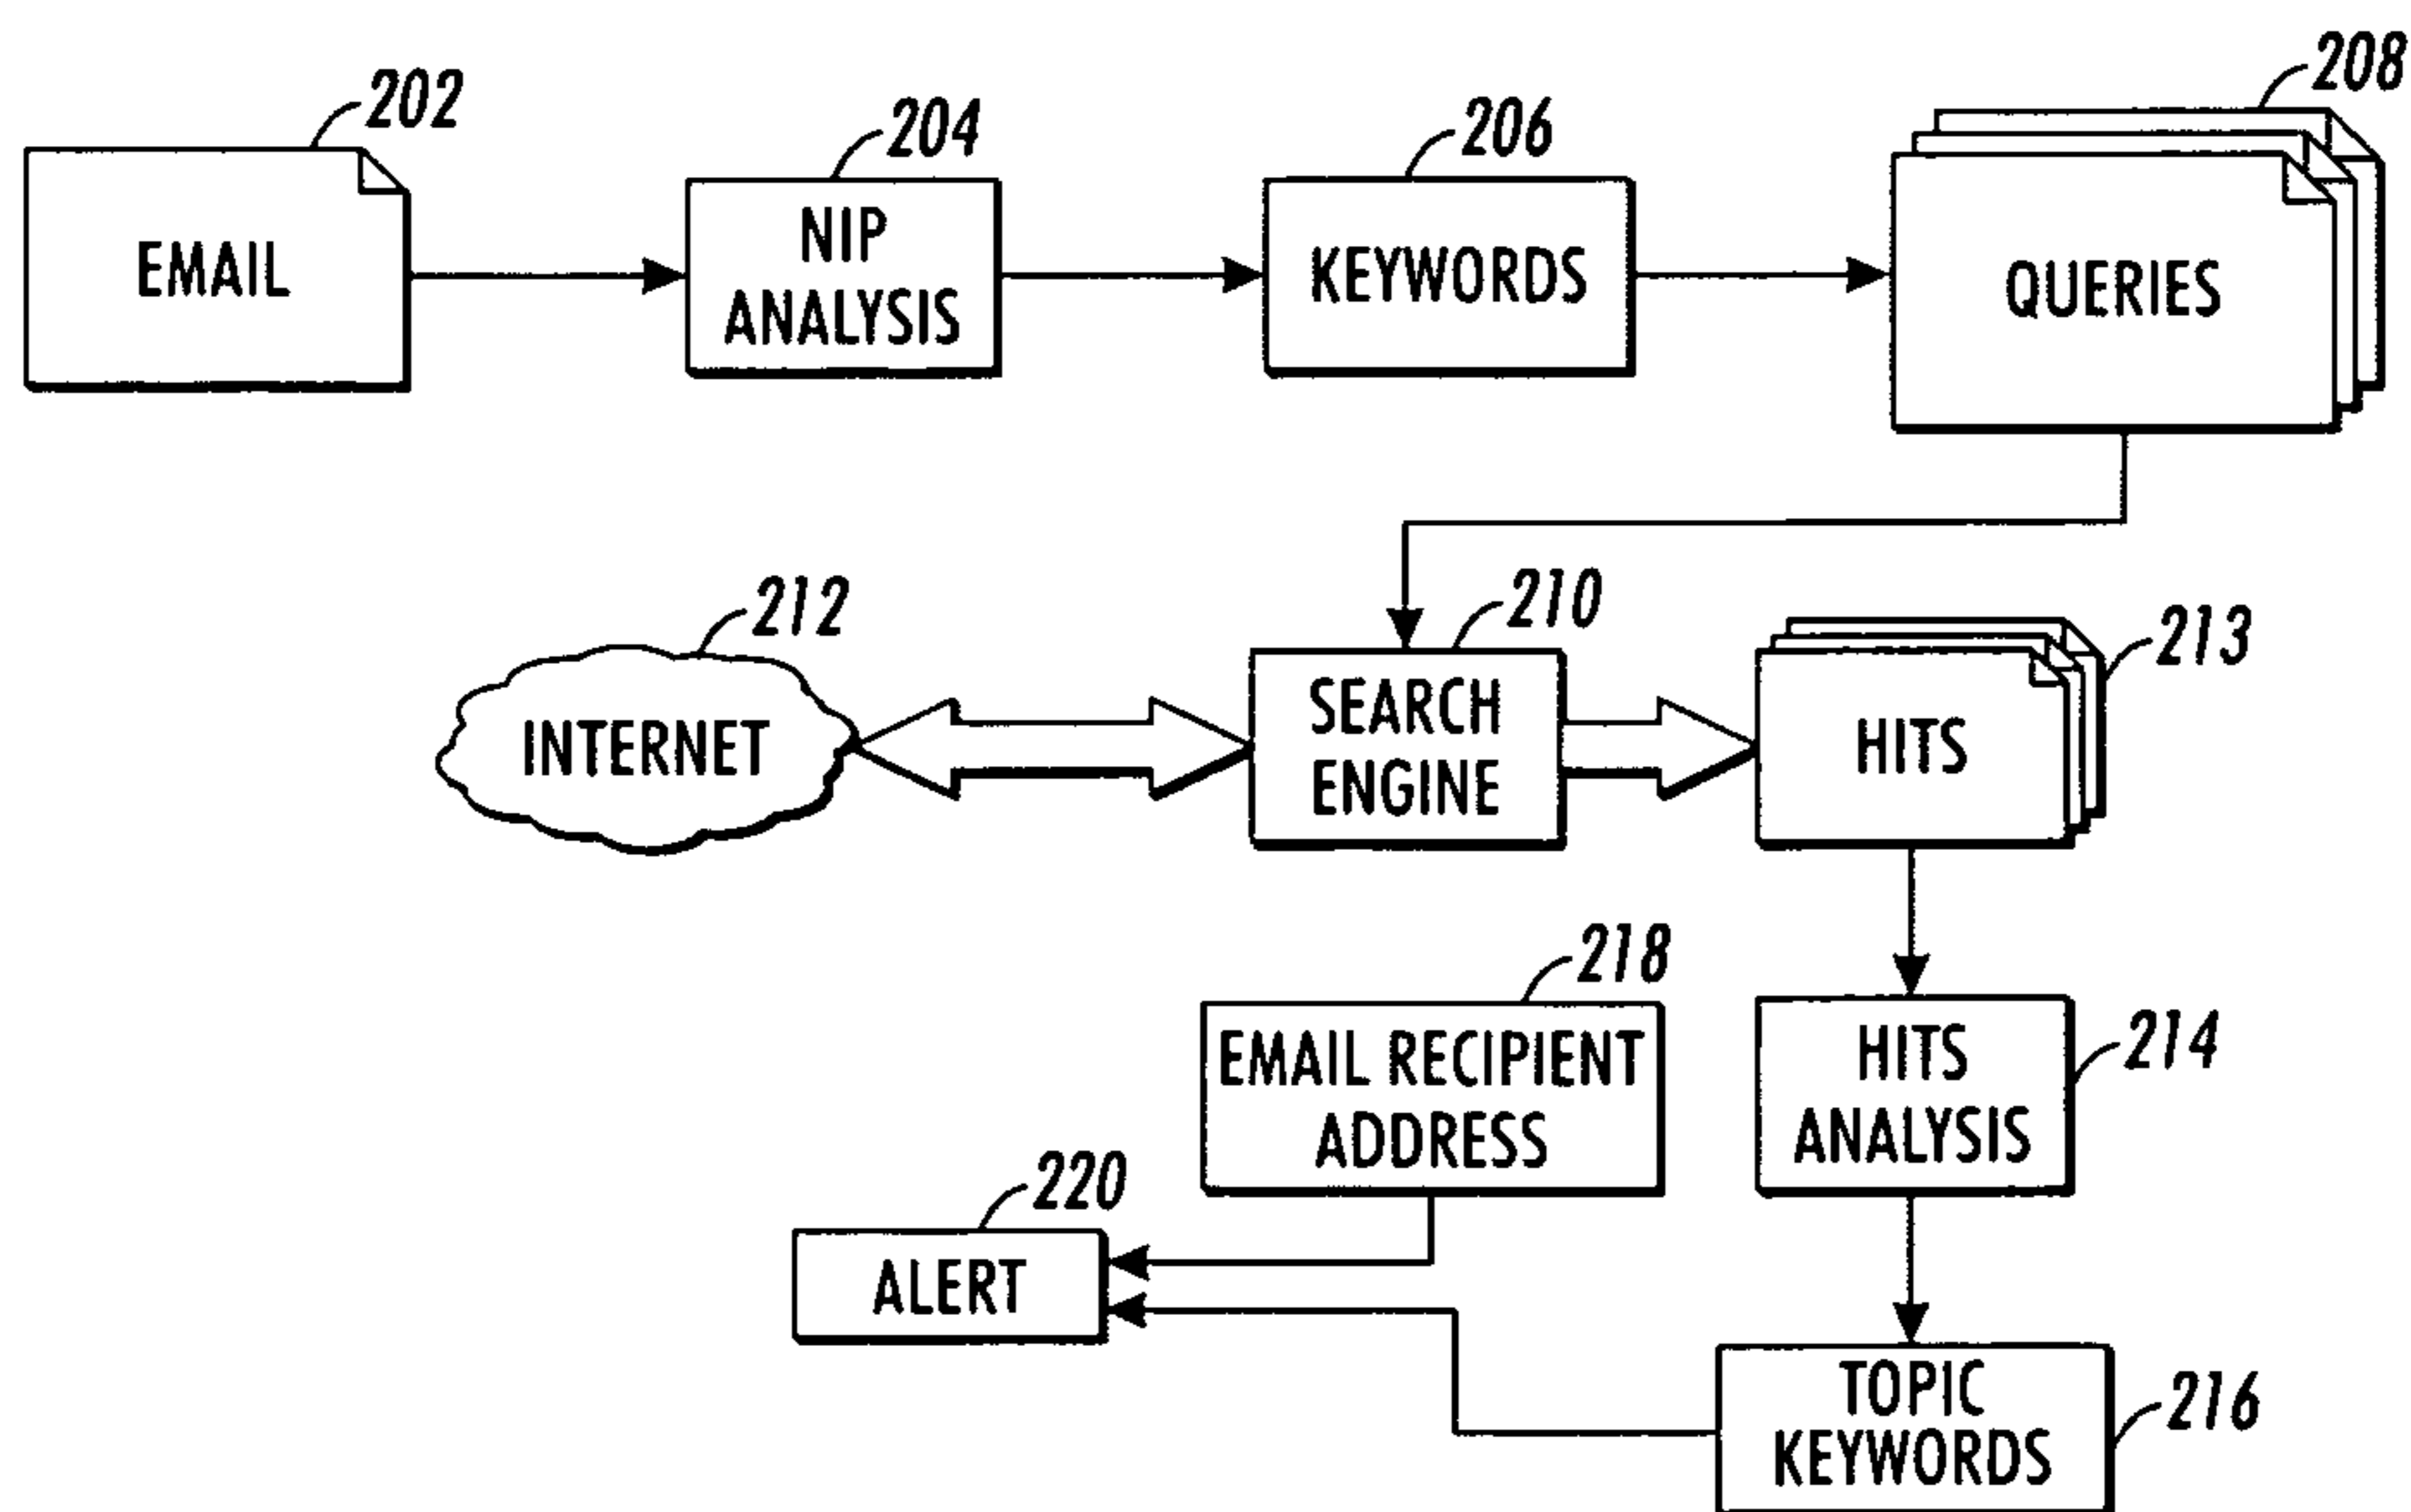 202
204
206
208
EMAIL
NIP
ANALYSIS
KEYWORDS
QUERIES
212
210
213
INTERNET
SEARCH
ENGINE
HITS
218
214
EMAIL RECIPIENT
ADDRESS
HITS
ANALYSIS
220
ALERT
216
TOPIC
KEYWORDS